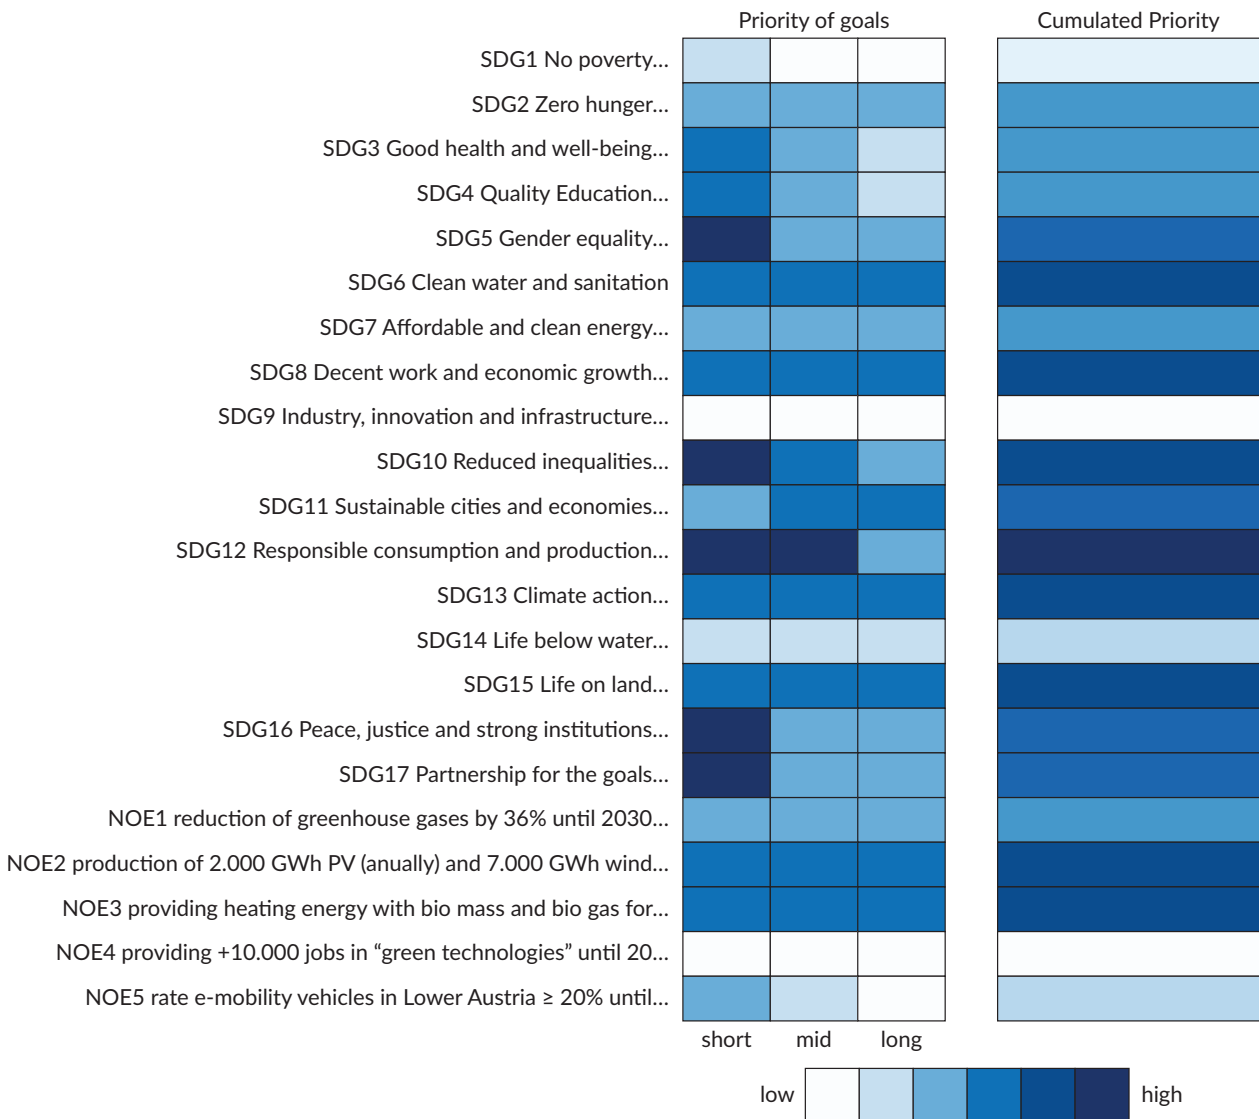 Priority of goals
Cumulated Priority
SDG1 No poverty...
SDG2 Zero hunger...
SDG3 Good health and well-being...
SDG4 Quality Education...
SDG5 Gender equality...
SDG6 Clean water and sanitation
SDG7 Affordable and clean energy...
SDG8 Decent work and economic growth...
SDG9 Industry, innovation and infrastructure...
SDG10 Reduced inequalities...
SDG11 Sustainable cities and economies...
SDG12 Responsible consumption and production...
SDG13 Climate action...
SDG14 Life below water...
SDG15 Life on land...
SDG16 Peace, justice and strong institutions...
SDG17 Partnership for the goals...
NOE1 reduction of greenhouse gases by 36% until 2030...
NOE2 production of 2.000 GWh PV (anually) and 7.000 GWh wind...
NOE3 providing heating energy with bio mass and bio gas for...
NOE4 providing +10.000 jobs in “green technologies” until 20...
NOE5 rate e-mobility vehicles in Lower Austria ≥ 20% until...
short mid long
low high